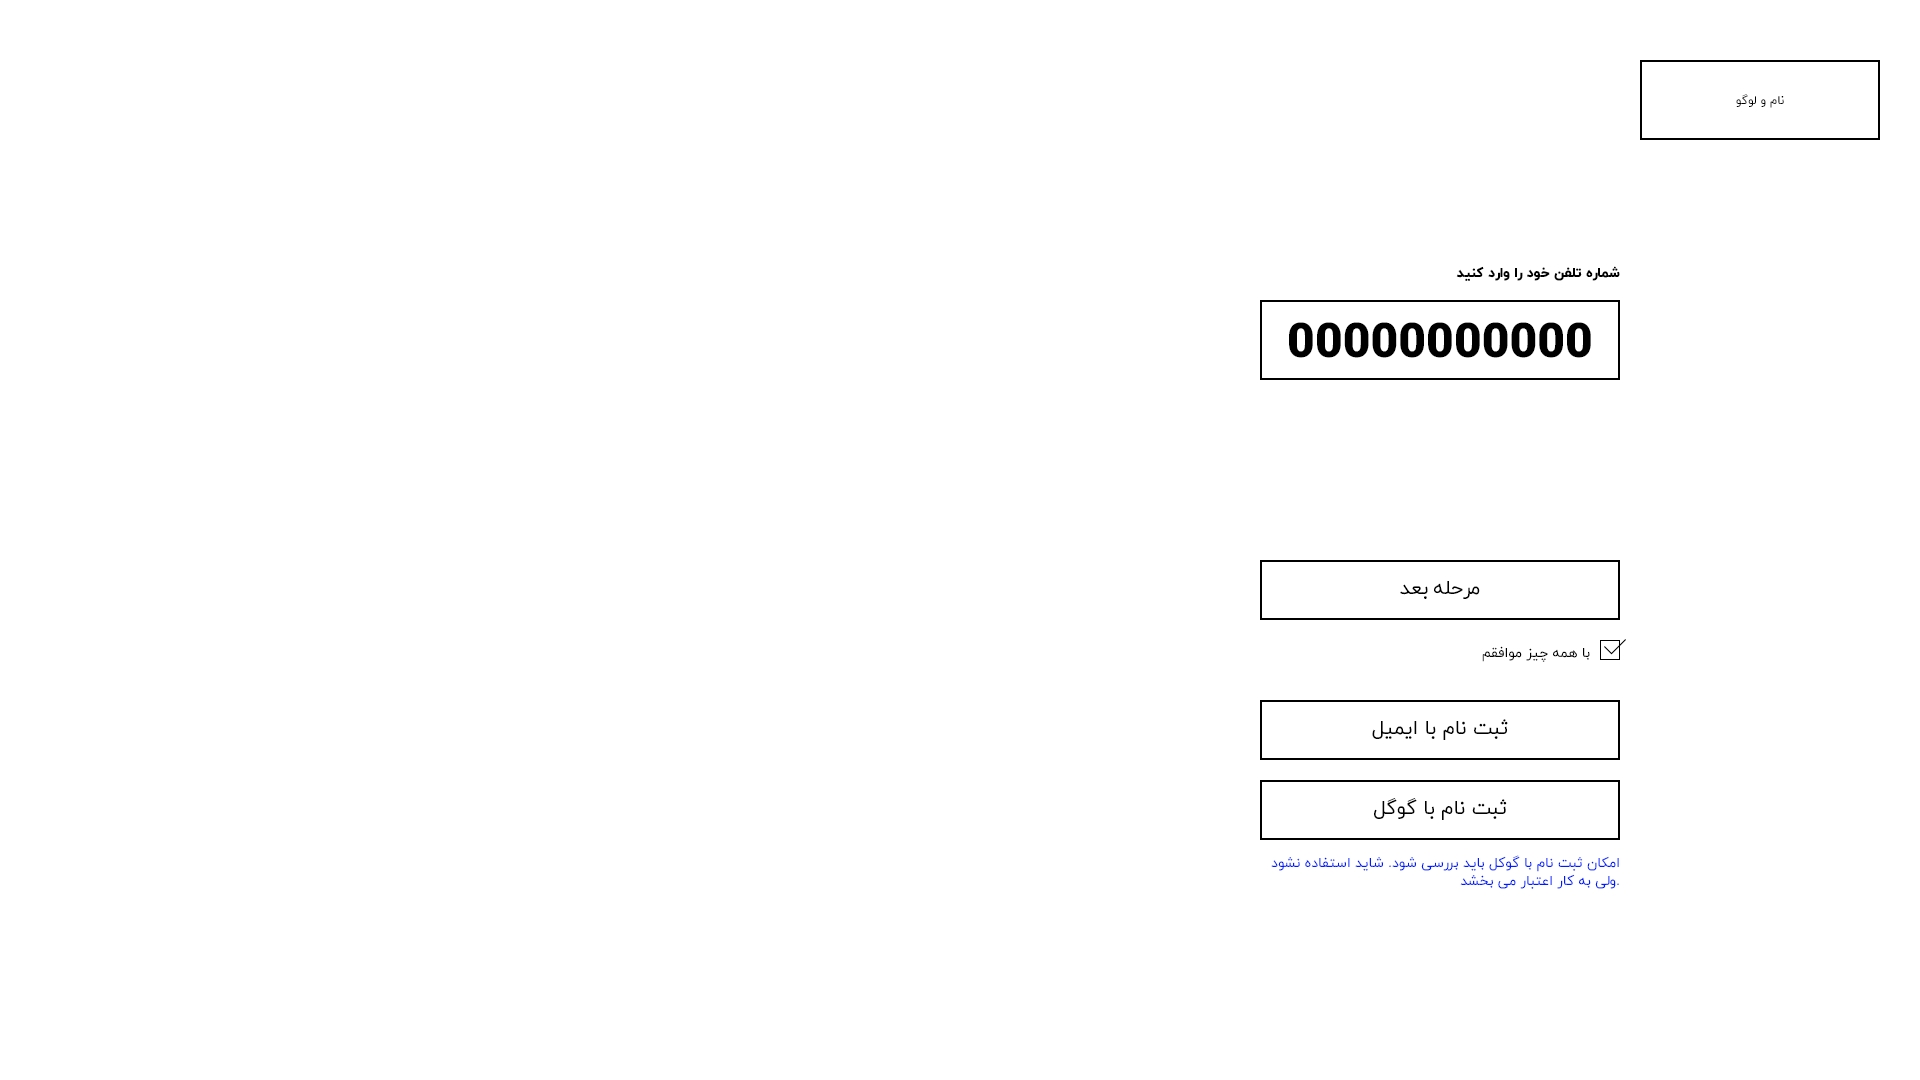 نام و لوگو
شماره تلفن خود را وارد کنید
00000000000
مرحله بعد
با همه چیز موافقم
ثبت نام با ایمیل
ثبت نام با گوگل
امکان ثبت نام با گوکل باید بررسی شود. شاید استفاده نشود
.ولی به کار اعتبار می بخشد